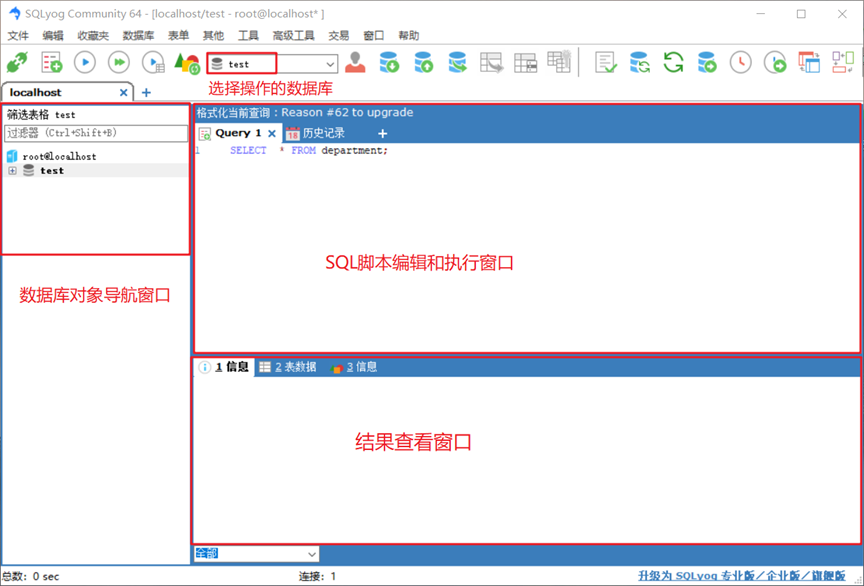 SQLyog Community 64 - [localhost/test - root@localhost* ]
文件 编辑 收藏夹 数据库 表单 其他 工具 高级工具 交易 窗口 帮助
test
选择操作的数据库
localhost
筛选表格 test
过滤器 (Ctrl+Shift+B)
root@localhost
test
数据库对象导航窗口
格式化当前查询:Reason #62 to upgrade
Query 1 18 历史记录
1 SELECT * FROM department;
SQL脚本编辑和执行窗口
1 信息 2 表数据 3 信息
结果查看窗口
全部
总数: 0 sec 连接: 1 升级为 SQLyog 专业版/企业版/旗舰版